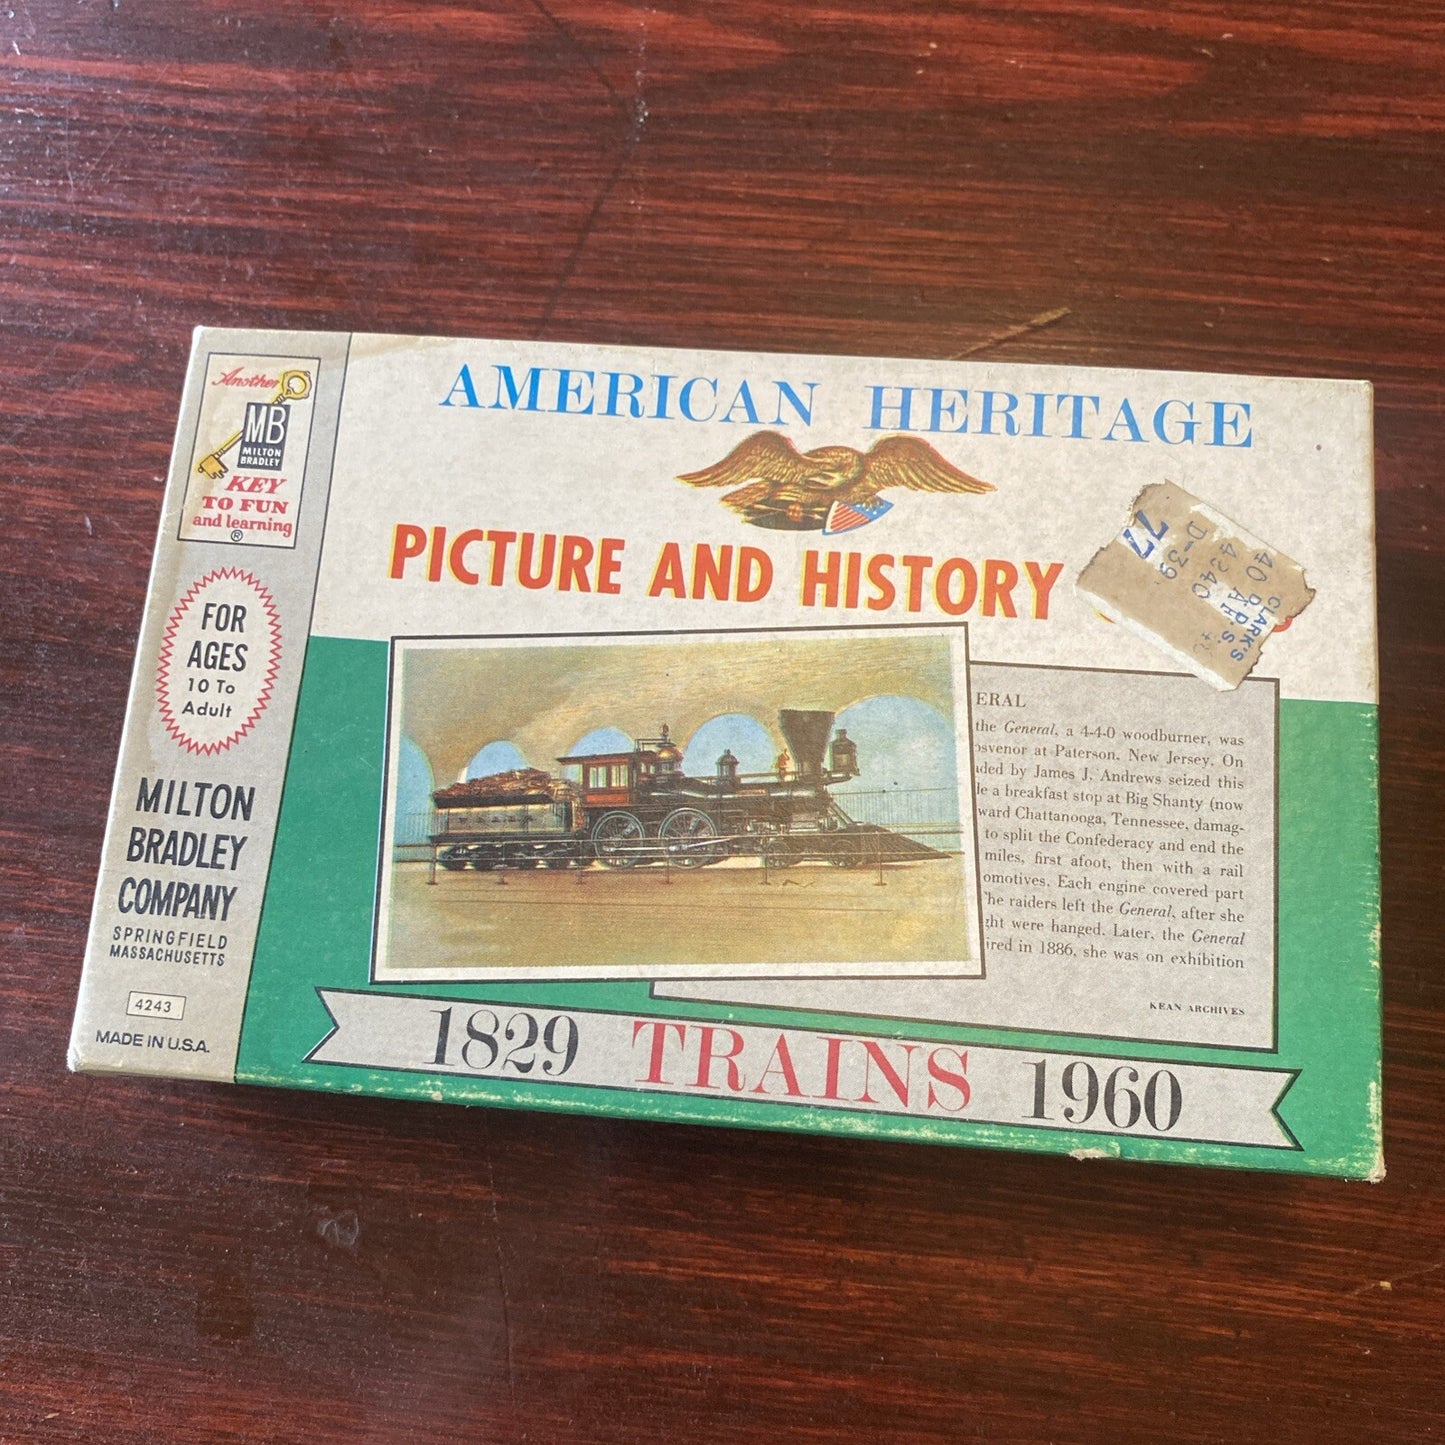 Another
MB
MILTON
BRADLEY
KEY
TO FUN
and learning
®
FOR
AGES
10 To
Adult
MILTON
BRADLEY
COMPANY
SPRINGFIELD
MASSACHUSETTS
4243
MADE IN U.S.A.
AMERICAN HERITAGE
PICTURE AND HISTORY
CLARK'S
40 D.
4240
D-39
77
ERAL
the General, a 4-4-0 woodburner, was
osvenor at Paterson, New Jersey. On
ded by James J. Andrews seized this
le a breakfast stop at Big Shanty (now
ward Chattanooga, Tennessee, damag-
to split the Confederacy and end the
miles, first afoot, then with a rail
omotives. Each engine covered part
The raiders left the General, after she
ght were hanged. Later, the General
ired in 1886, she was on exhibition
KEAN ARCHIVES
1829 TRAINS 1960